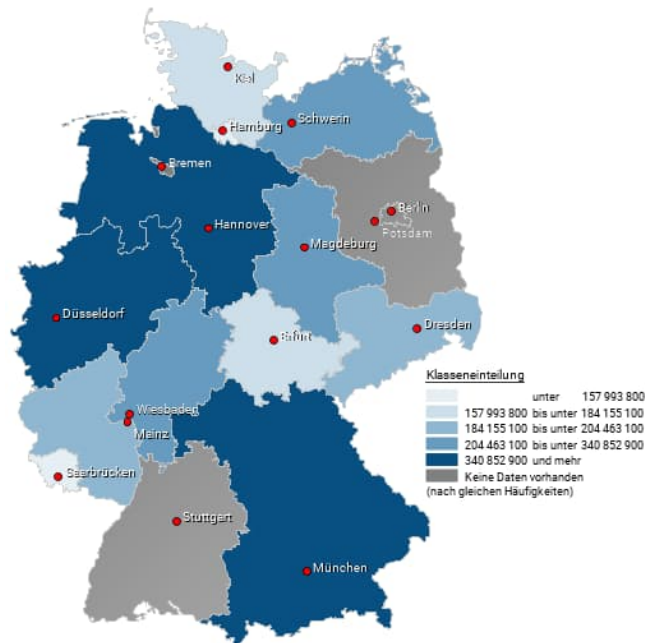 Kiel
Hamburg
Schwerin
Bremen
Berlin
Potsdam
Hannover
Magdeburg
Düsseldorf
Dresden
Erfurt
Klasseneinteilung
unter 157 993 800
157 993 800 bis unter 184 155 100
184 155 100 bis unter 204 463 100
204 463 100 bis unter 340 852 900
340 852 900 und mehr
Keine Daten vorhanden
(nach gleichen Häufigkeiten)
Wiesbaden
Mainz
Saarbrücken
Stuttgart
München